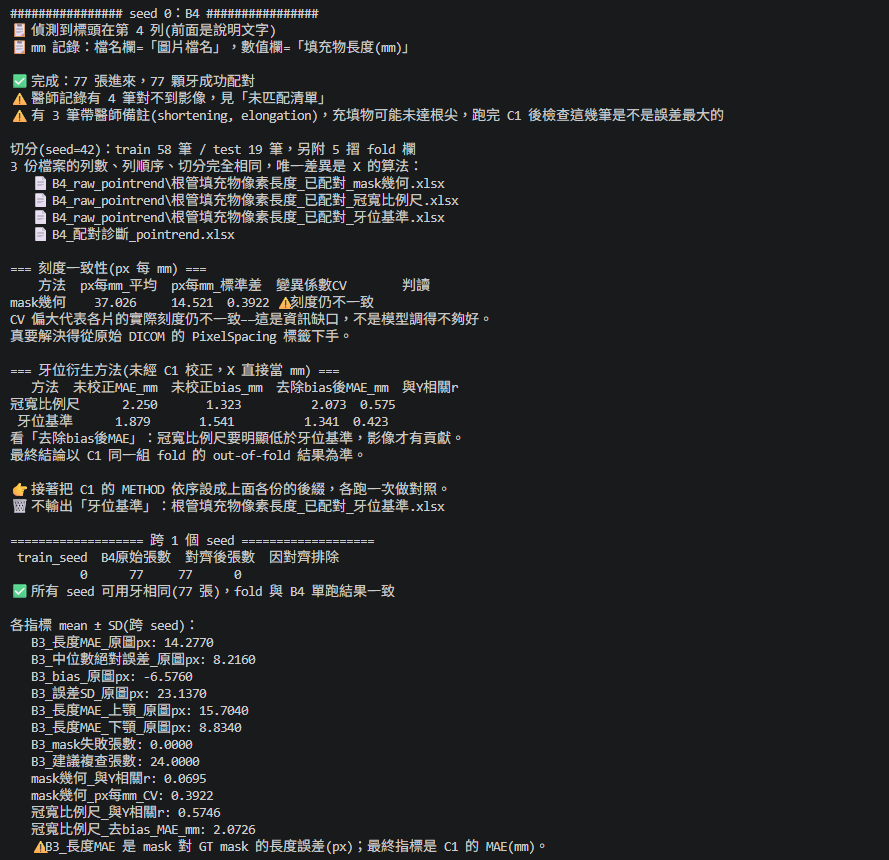 ################ seed 0：B4 ################
📋 偵測到標頭在第 4 列(前面是說明文字)
📋 mm 記錄：檔名欄=「圖片檔名」，數值欄=「填充物長度(mm)」
✅ 完成：77 張進來，77 顆牙成功配對
⚠️ 醫師記錄有 4 筆對不到影像，見「未匹配清單」
⚠️ 有 3 筆帶醫師備註(shortening, elongation)，充填物可能未達根尖，跑完 C1 後檢查這幾筆是不是誤差最大的
切分(seed=42)：train 58 筆 / test 19 筆，另附 5 摺 fold 欄
3 份檔案的列數、列順序、切分完全相同，唯一差異是 X 的算法：
📄 B4_raw_pointrend\根管填充物像素長度_已配對_mask幾何.xlsx
📄 B4_raw_pointrend\根管填充物像素長度_已配對_冠寬比例尺.xlsx
📄 B4_raw_pointrend\根管填充物像素長度_已配對_牙位基準.xlsx
📄 B4_配對診斷_pointrend.xlsx
=== 刻度一致性(px 每 mm) ===
方法 px每mm_平均 px每mm_標準差 變異係數CV 判讀
mask幾何 37.026 14.521 0.3922 ⚠️刻度仍不一致
CV 偏大代表各片的實際刻度仍不一致——這是資訊缺口，不是模型調得不夠好。
真要解決得從原始 DICOM 的 PixelSpacing 標籤下手。
=== 牙位衍生方法(未經 C1 校正，X 直接當 mm) ===
方法 未校正MAE_mm 未校正bias_mm 去除bias後MAE_mm 與Y相關r
冠寬比例尺 2.250 1.323 2.073 0.575
牙位基準 1.879 1.541 1.341 0.423
看「去除bias後MAE」：冠寬比例尺要明顯低於牙位基準，影像才有貢獻。
最終結論以 C1 同一組 fold 的 out-of-fold 結果為準。
👉 接著把 C1 的 METHOD 依序設成上面各份的後綴，各跑一次做對照。
🗑️ 不輸出「牙位基準」：根管填充物像素長度_已配對_牙位基準.xlsx
=================== 跨 1 個 seed ===================
train_seed B4原始張數 對齊後張數 因對齊排除
0 77 77 0
✅ 所有 seed 可用牙相同(77 張)，fold 與 B4 單跑結果一致
各指標 mean ± SD(跨 seed)：
B3_長度MAE_原圖px: 14.2770
B3_中位數絕對誤差_原圖px: 8.2160
B3_bias_原圖px: -6.5760
B3_誤差SD_原圖px: 23.1370
B3_長度MAE_上顎_原圖px: 15.7040
B3_長度MAE_下顎_原圖px: 8.8340
B3_mask失敗張數: 0.0000
B3_建議複查張數: 24.0000
mask幾何_與Y相關r: 0.0695
mask幾何_px每mm_CV: 0.3922
冠寬比例尺_與Y相關r: 0.5746
冠寬比例尺_去bias_MAE_mm: 2.0726
⚠️B3_長度MAE 是 mask 對 GT mask 的長度誤差(px)；最終指標是 C1 的 MAE(mm)。